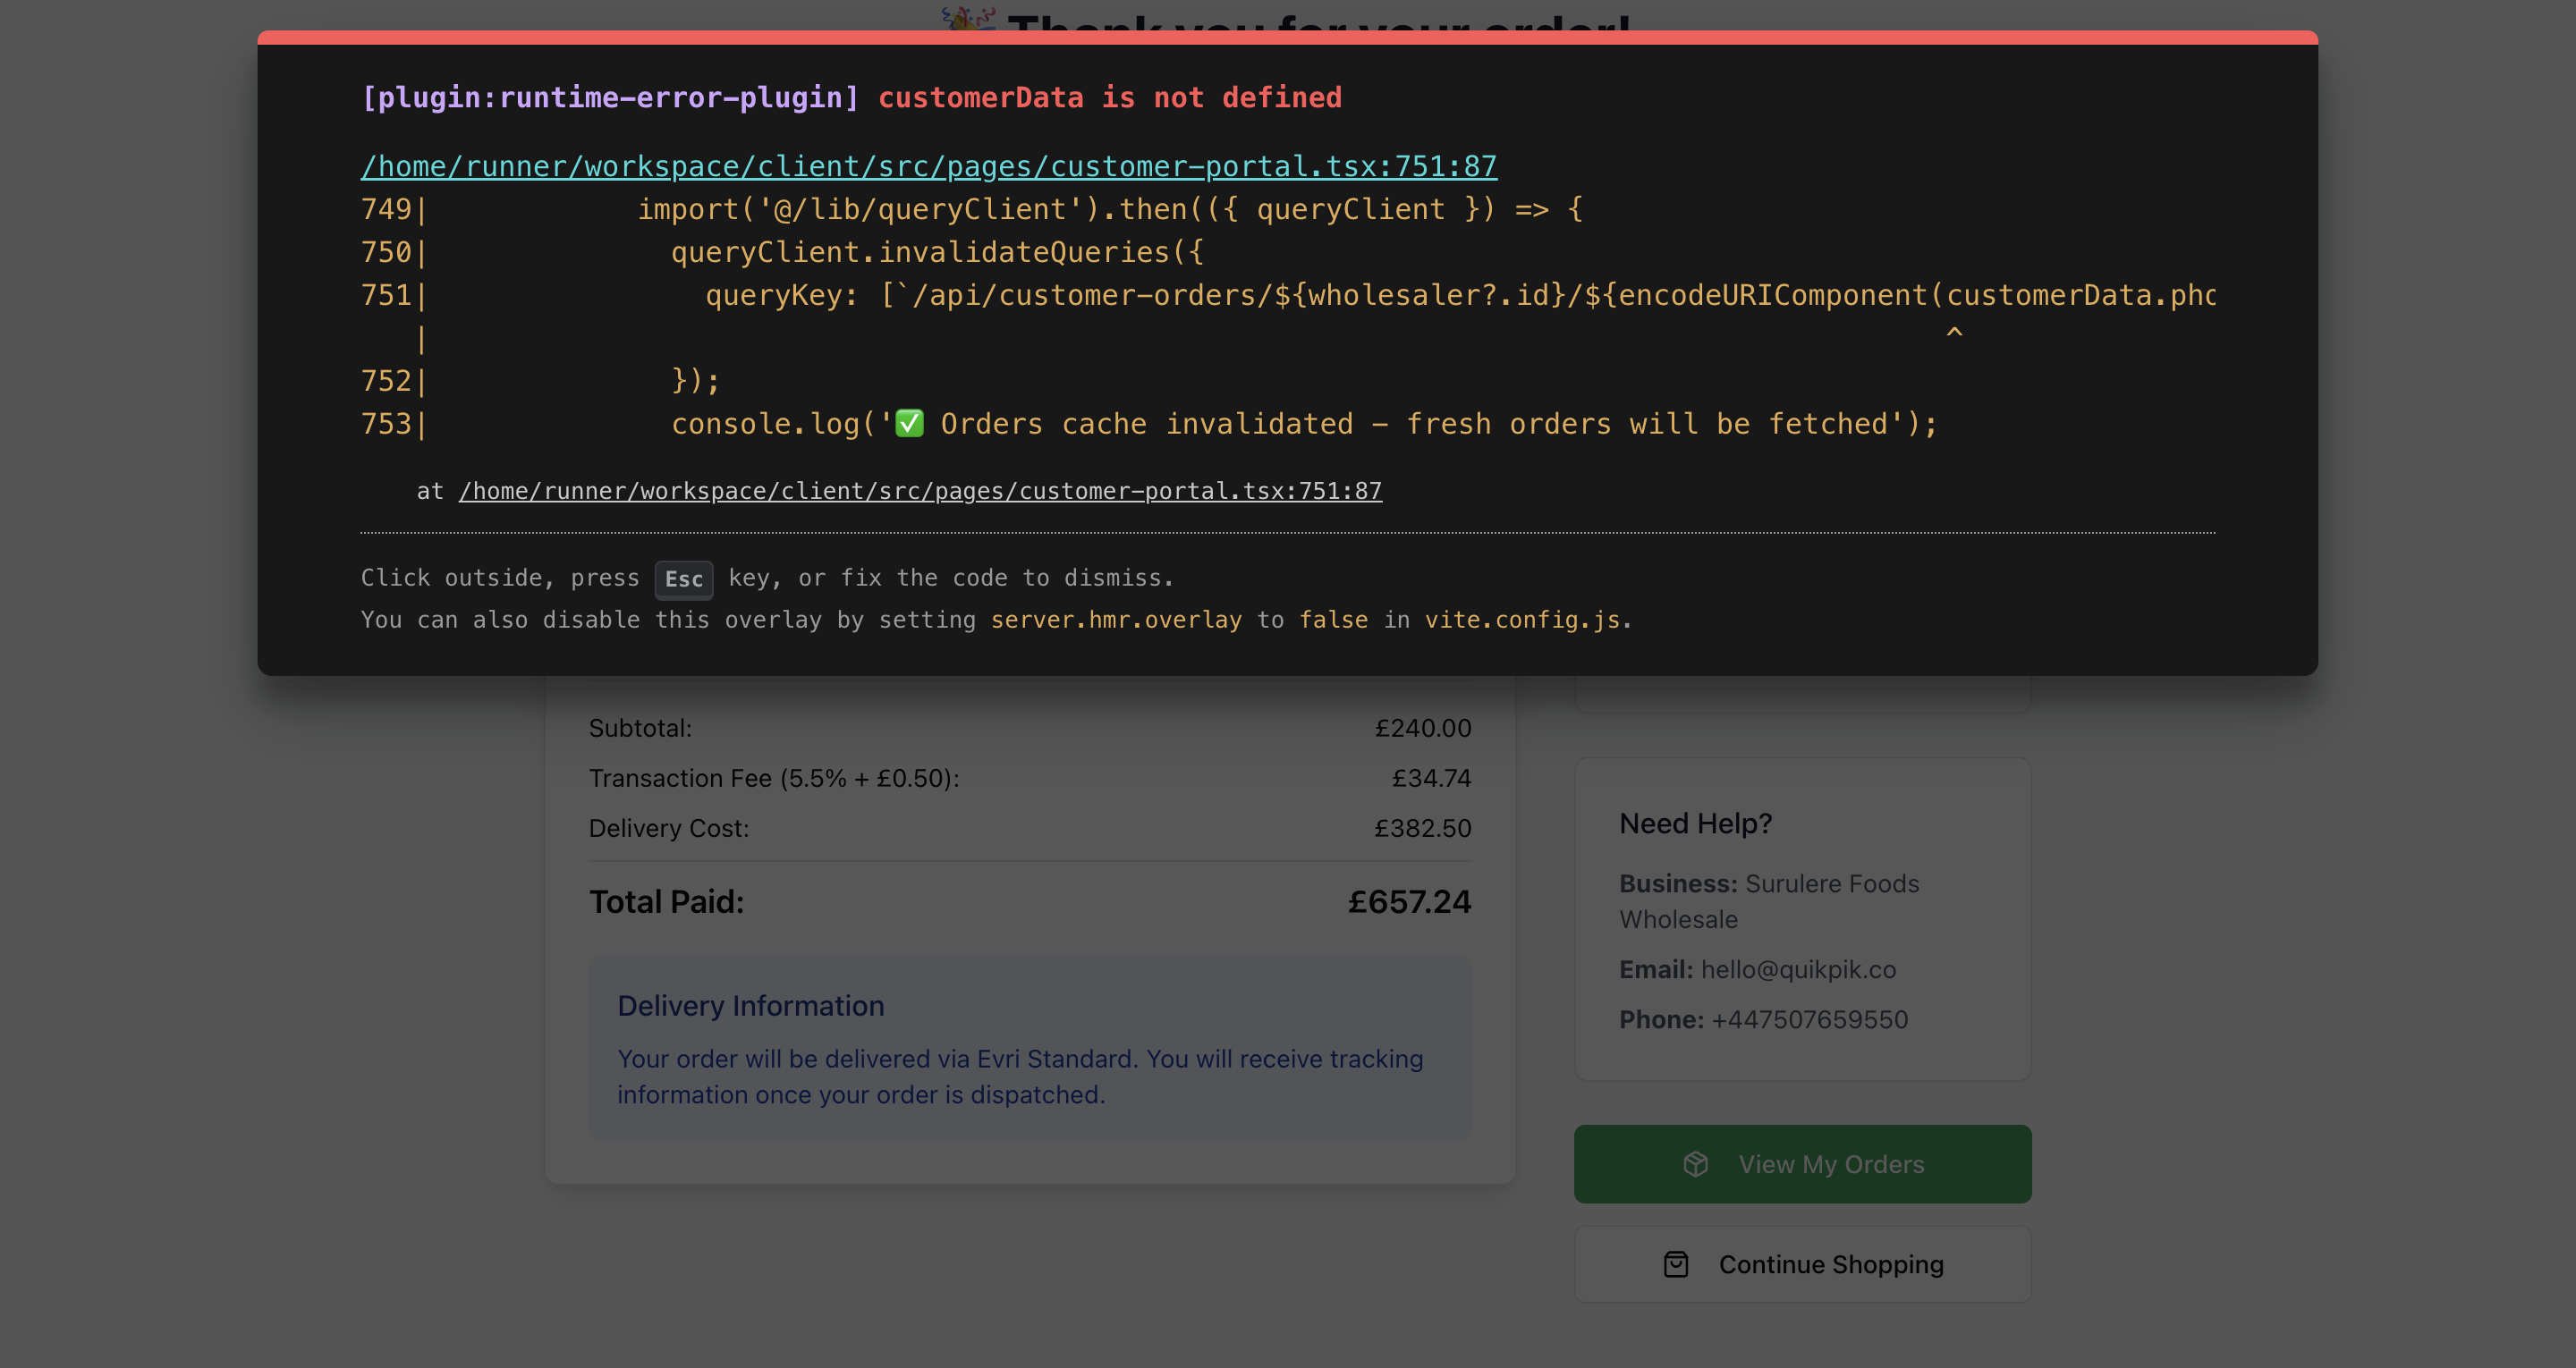 🎉 Thank you for your order!
[plugin:runtime-error-plugin] customerData is not defined
/home/runner/workspace/client/src/pages/customer-portal.tsx:751:87
749|            import('@/lib/queryClient').then(({ queryClient }) => {
750|              queryClient.invalidateQueries({
751|                queryKey: [`/api/customer-orders/${wholesaler?.id}/${encodeURIComponent(customerData.pho
   |                                                                                       ^
752|              });
753|              console.log('✅ Orders cache invalidated - fresh orders will be fetched');
at /home/runner/workspace/client/src/pages/customer-portal.tsx:751:87
Click outside, press Esc key, or fix the code to dismiss.
You can also disable this overlay by setting server.hmr.overlay to false in vite.config.js.
Subtotal: £240.00
Transaction Fee (5.5% + £0.50): £34.74
Delivery Cost: £382.50
Total Paid: £657.24
Delivery Information
Your order will be delivered via Evri Standard. You will receive tracking
information once your order is dispatched.
Need Help?
Business: Surulere Foods
Wholesale
Email: hello@quikpik.co
Phone: +447507659550
View My Orders
Continue Shopping